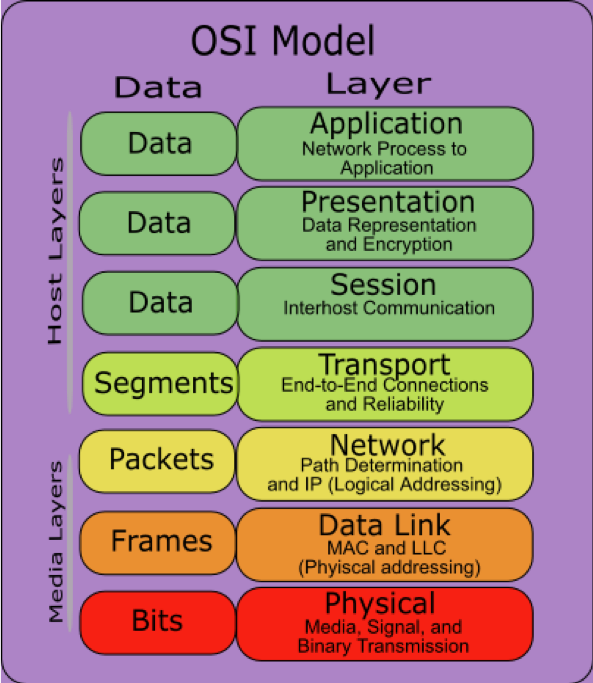 OSI Model
Data
Layer
Host Layers
Data
Application
Network Process to
Application
Data
Presentation
Data Representation
and Encryption
Data
Session
Interhost Communication
Segments
Transport
End-to-End Connections
and Reliability
Media Layers
Packets
Network
Path Determination
and IP (Logical Addressing)
Frames
Data Link
MAC and LLC
(Phyiscal addressing)
Bits
Physical
Media, Signal, and
Binary Transmission